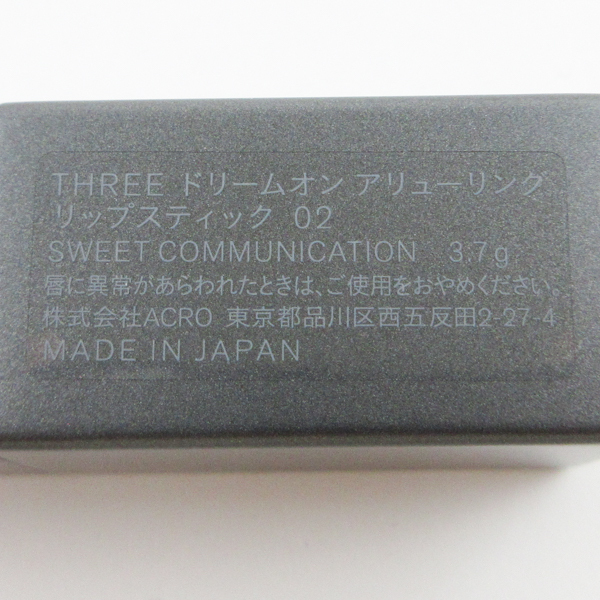 THREE ドリームオン アリューリング
リップスティック 02
SWEET COMMUNICATION 3.7g
唇に異常があらわれたときは、ご使用をおやめください。
株式会社ACRO 東京都品川区西五反田2-27-4
MADE IN JAPAN